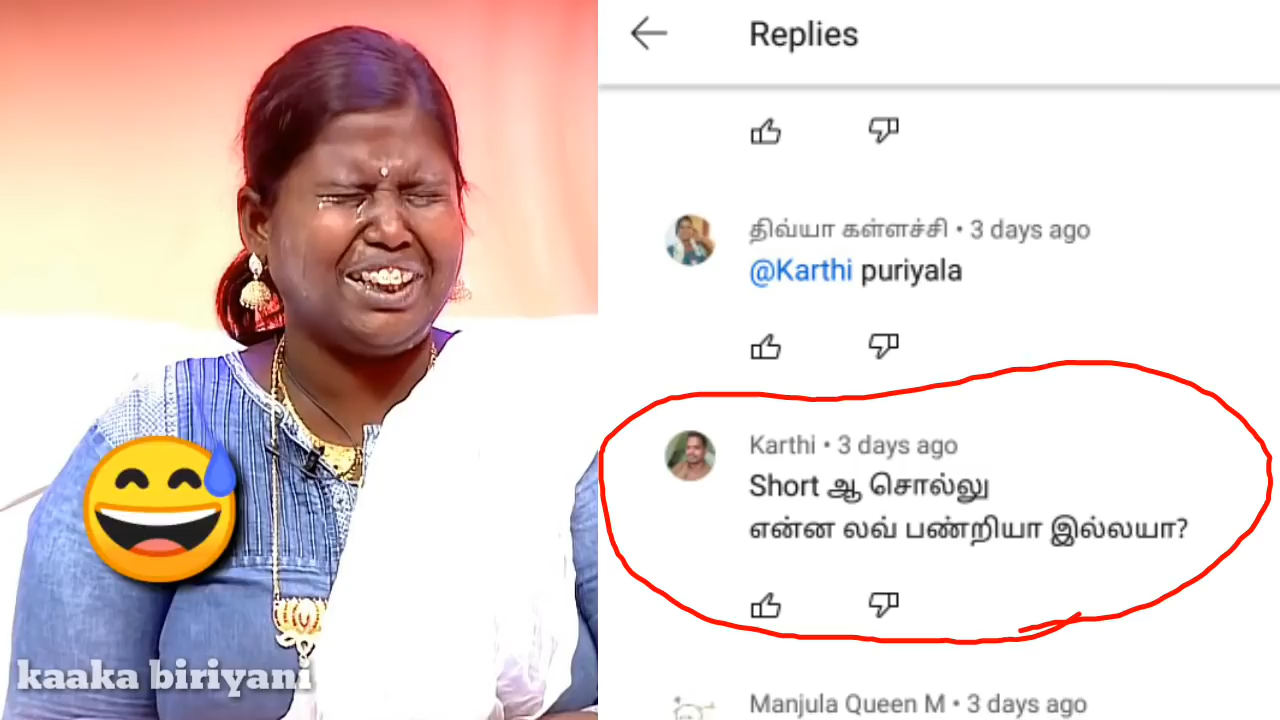 Replies
திவ்யா கள்ளச்சி • 3 days ago
@Karthi puriyala
Karthi • 3 days ago
Short ஆ சொல்லு
என்ன லவ் பண்றியா இல்லயா?
Manjula Queen M • 3 days ago
kaaka biriyani